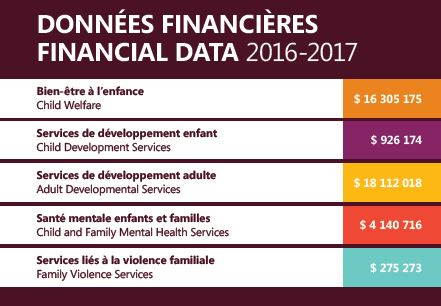 DONNÉES FINANCIÈRES
FINANCIAL DATA 2016-2017
Bien-être à l'enfance
Child Welfare
$ 16 305 175
Services de développement enfant
Child Development Services
$ 926 174
Services de développement adulte
Adult Developmental Services
$ 18 112 018
Santé mentale enfants et familles
Child and Family Mental Health Services
$ 4 140 716
Services liés à la violence familiale
Family Violence Services
$ 275 273